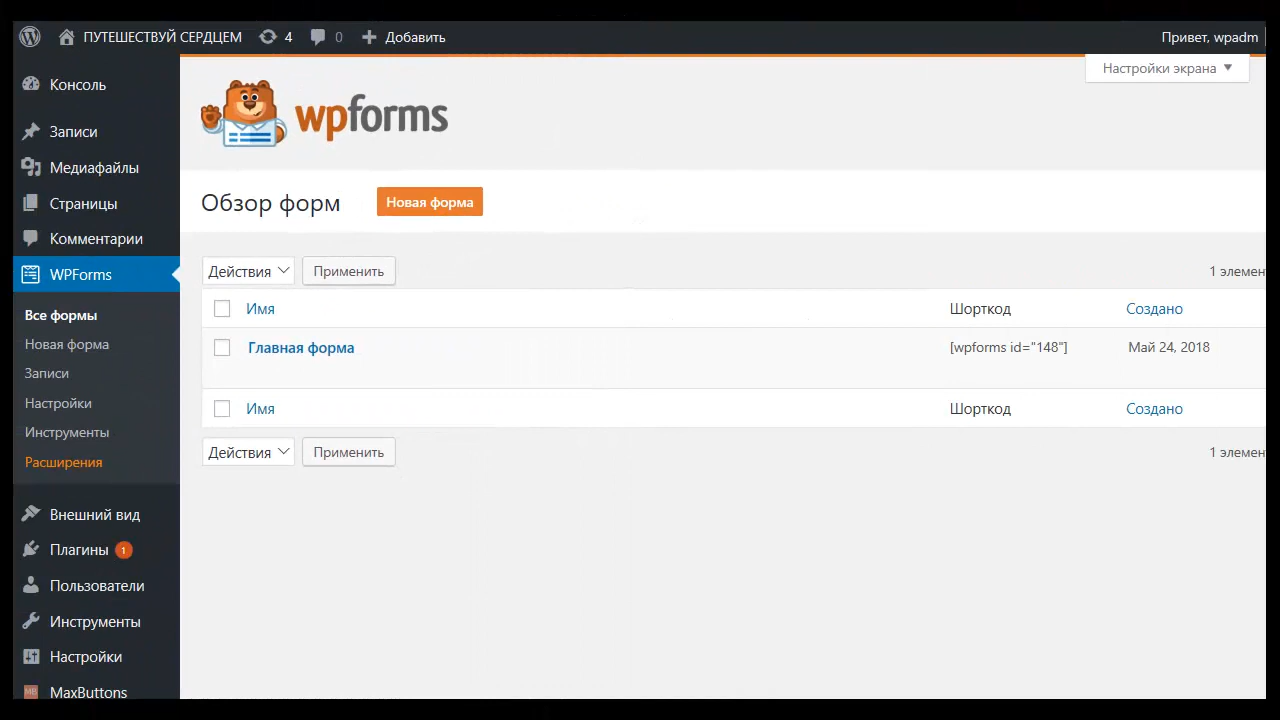 ПУТЕШЕСТВУЙ СЕРДЦЕМ 4 0 Добавить Привет, wpadm
Настройки экрана
Консоль
Записи
Медиафайлы
Страницы
Комментарии
WPForms
Все формы
Новая форма
Записи
Настройки
Инструменты
Расширения
Внешний вид
Плагины 1
Пользователи
Инструменты
Настройки
MB MaxButtons
wpforms
Обзор форм Новая форма
Действия Применить 1 элемен
Имя Шорткод Создано
Главная форма [wpforms id="148"] Май 24, 2018
Имя Шорткод Создано
Действия Применить 1 элемен